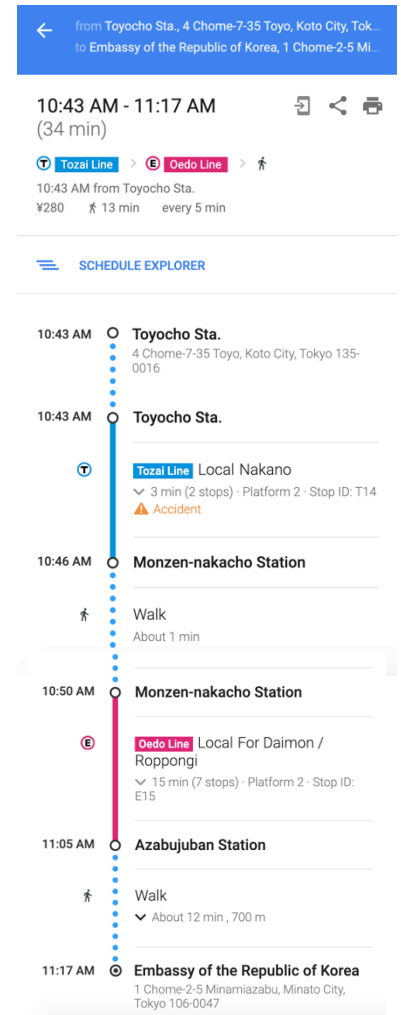 from Toyocho Sta., 4 Chome-7-35 Toyo, Koto City, Tok...
to Embassy of the Republic of Korea, 1 Chome-2-5 Mi...
10:43 AM - 11:17 AM
(34 min)
T Tozai Line > E Oedo Line >
10:43 AM from Toyocho Sta.
¥280 13 min every 5 min
SCHEDULE EXPLORER
10:43 AM Toyocho Sta.
4 Chome-7-35 Toyo, Koto City, Tokyo 135-
0016
10:43 AM Toyocho Sta.
T Tozai Line Local Nakano
3 min (2 stops) · Platform 2 · Stop ID: T14
Accident
10:46 AM Monzen-nakacho Station
Walk
About 1 min
10:50 AM Monzen-nakacho Station
E Oedo Line Local For Daimon /
Roppongi
15 min (7 stops) · Platform 2 · Stop ID:
E15
11:05 AM Azabujuban Station
Walk
About 12 min , 700 m
11:17 AM Embassy of the Republic of Korea
1 Chome-2-5 Minamiazabu, Minato City,
Tokyo 106-0047